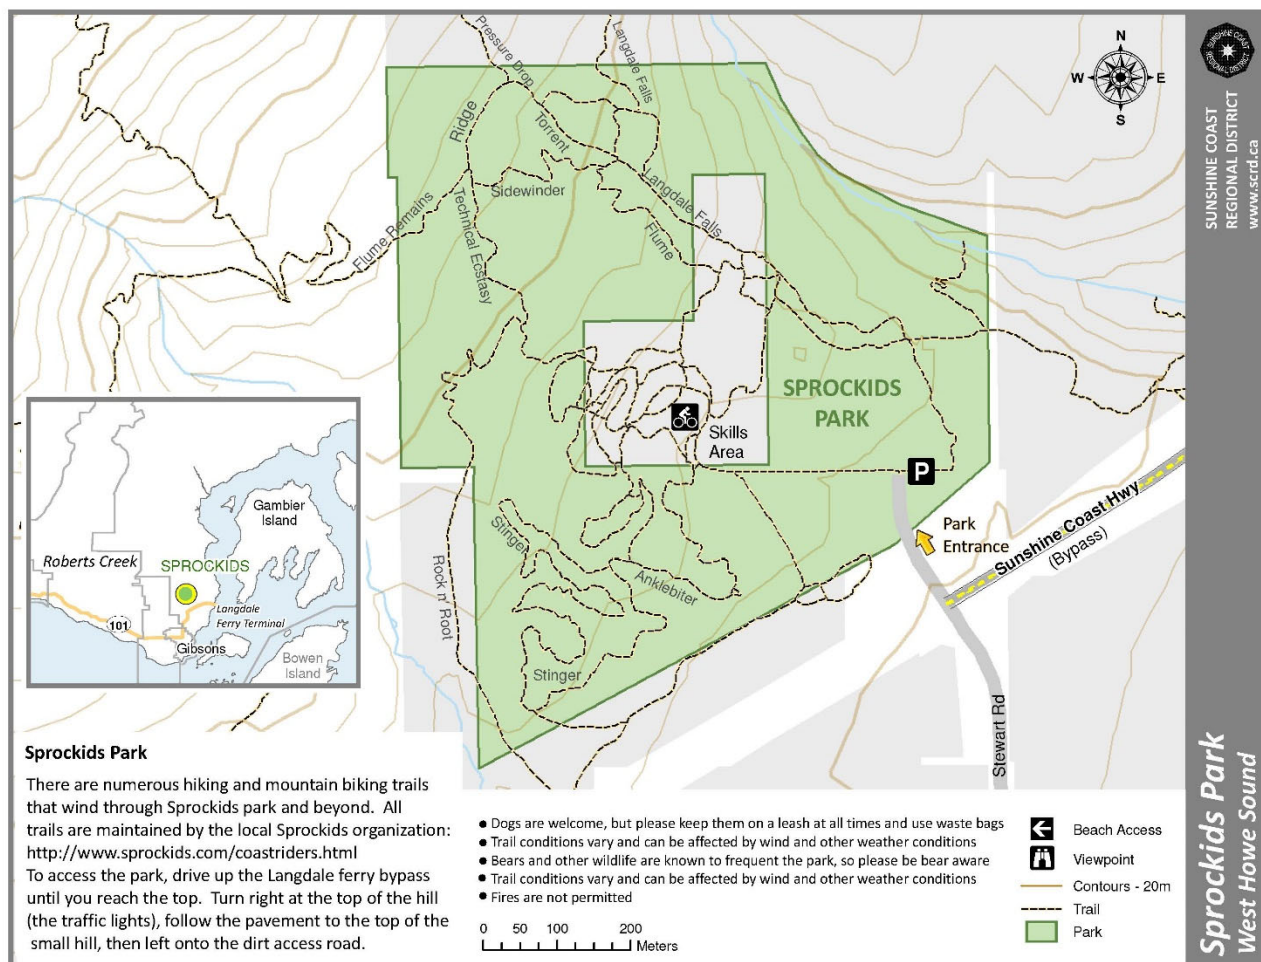 Pressure Drop
Langdale Falls
N
W
E
S
SUNSHINE COAST
REGIONAL DISTRICT
SUNSHINE COAST
REGIONAL DISTRICT
www.scrd.ca
Ridge
Torrent
Sidewinder
Langdale Falls
Flume Remains
Technical Ecstasy
Flume
SPROCKIDS
PARK
Skills
Area
P
Park
Entrance
Sunshine Coast Hwy
(Bypass)
Stinger
Rock n' Root
Anklebiter
Stinger
Stewart Rd
Gambier
Island
Roberts Creek
SPROCKIDS
Langdale
Ferry Terminal
101
Gibsons
Bowen
Island
Sprockids Park
There are numerous hiking and mountain biking trails
that wind through Sprockids park and beyond. All
trails are maintained by the local Sprockids organization:
http://www.sprockids.com/coastriders.html
To access the park, drive up the Langdale ferry bypass
until you reach the top. Turn right at the top of the hill
(the traffic lights), follow the pavement to the top of the
small hill, then left onto the dirt access road.
• Dogs are welcome, but please keep them on a leash at all times and use waste bags
• Trail conditions vary and can be affected by wind and other weather conditions
• Bears and other wildlife are known to frequent the park, so please be bear aware
• Trail conditions vary and can be affected by wind and other weather conditions
• Fires are not permitted
0 50 100 200
Meters
Beach Access
Viewpoint
Contours - 20m
Trail
Park
Sprockids Park
West Howe Sound